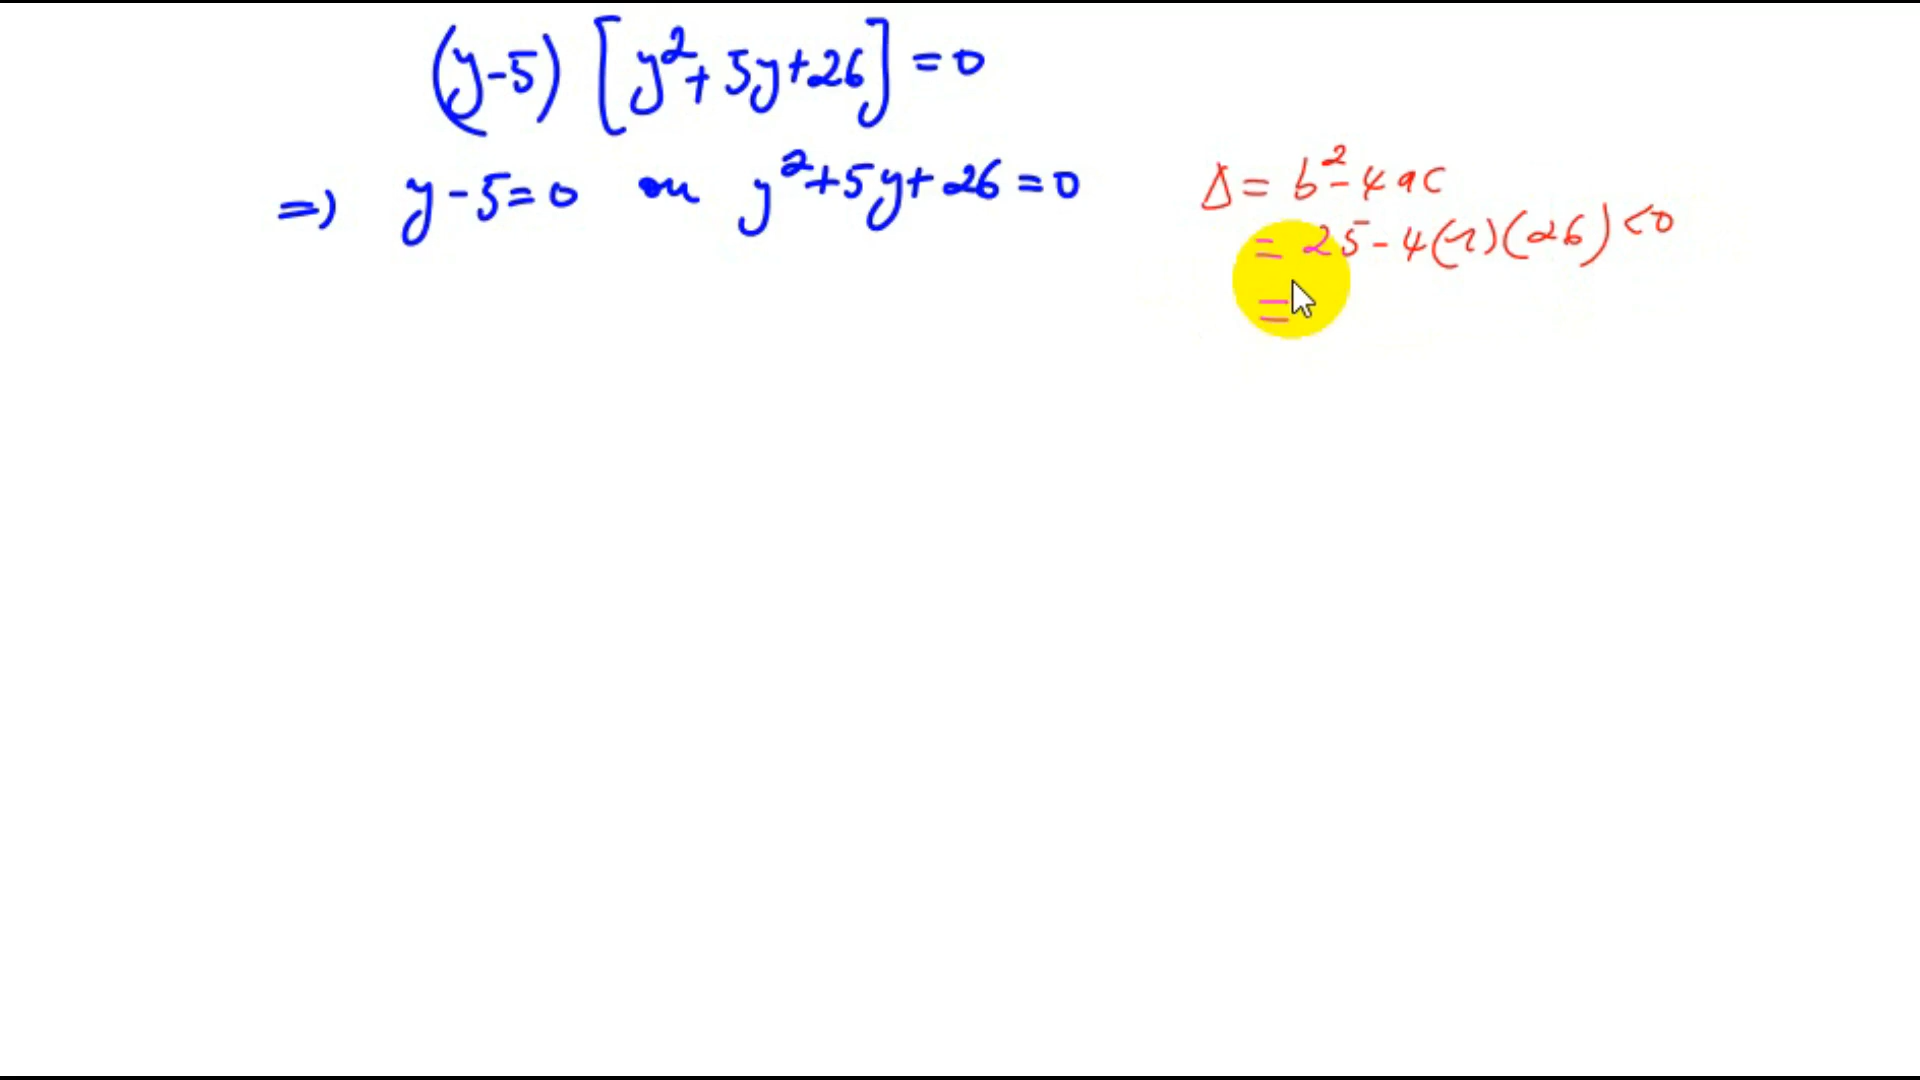 (y-5) [y²+5y+26] = 0
=> y-5=0 ou y²+5y+26=0
Δ = b²-4ac
= 25-4(1)(26)<0
=